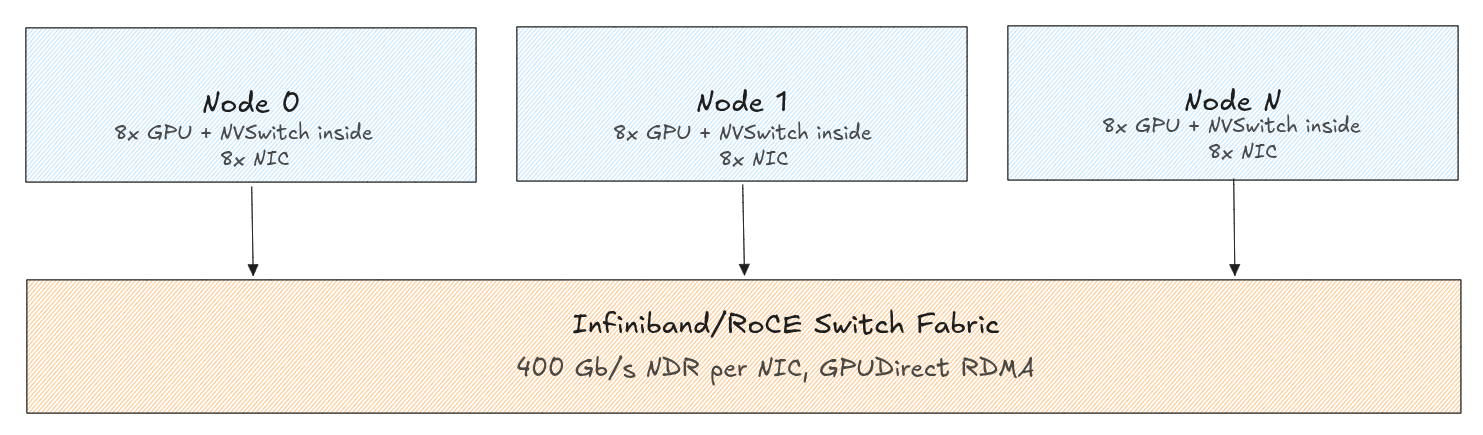 Node 0
8x GPU + NVSwitch inside
8x NIC
Node 1
8x GPU + NVSwitch inside
8x NIC
Node N
8x GPU + NVSwitch inside
8x NIC
Infiniband/RoCE Switch Fabric
400 Gb/s NDR per NIC, GPUDirect RDMA